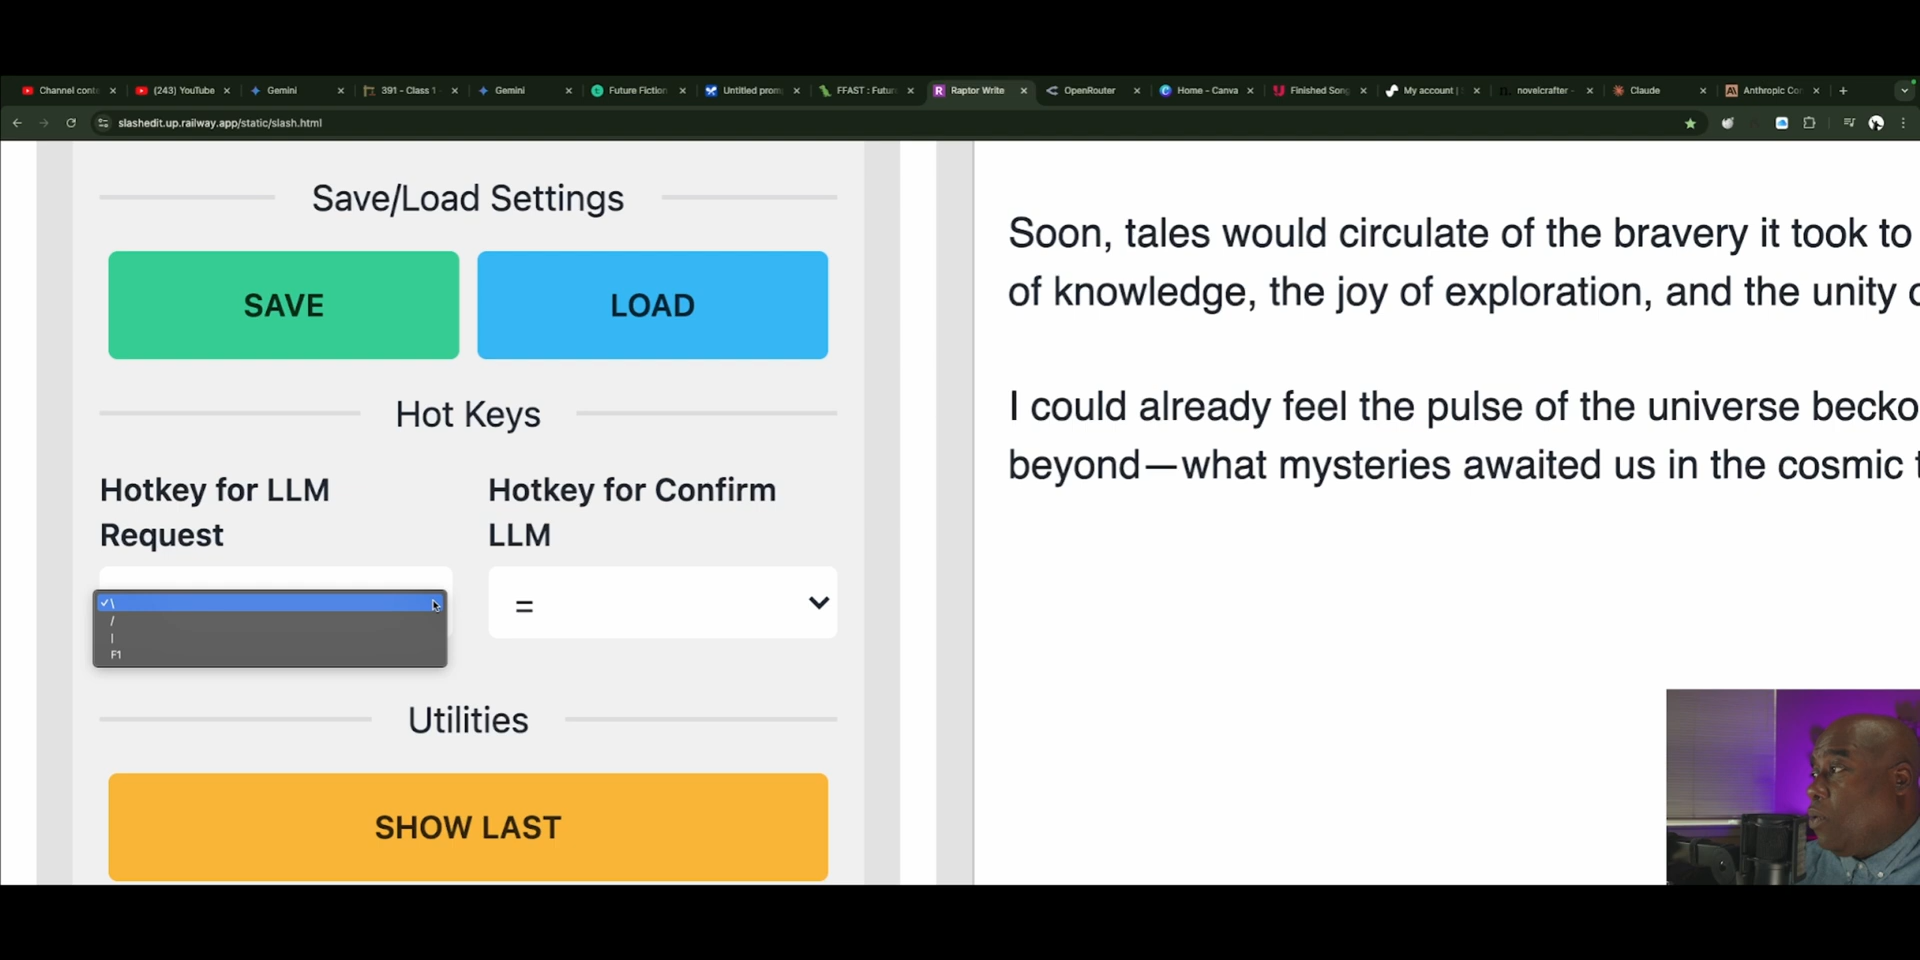 Channel conte
(243) YouTube
Gemini
391 - Class 1 -
Gemini
Future Fiction
Untitled prom
FFAST : Futur
Raptor Write
OpenRouter
Home - Canva
Finished Song
My account |
novelcrafter -
Claude
Anthropic Con
slashedit.up.railway.app/static/slash.html
Save/Load Settings
SAVE
LOAD
Hot Keys
Hotkey for LLM
Request
Hotkey for Confirm
LLM
✓ \
/
|
F1
=
Utilities
SHOW LAST
Soon, tales would circulate of the bravery it took to
of knowledge, the joy of exploration, and the unity
I could already feel the pulse of the universe becko
beyond—what mysteries awaited us in the cosmic